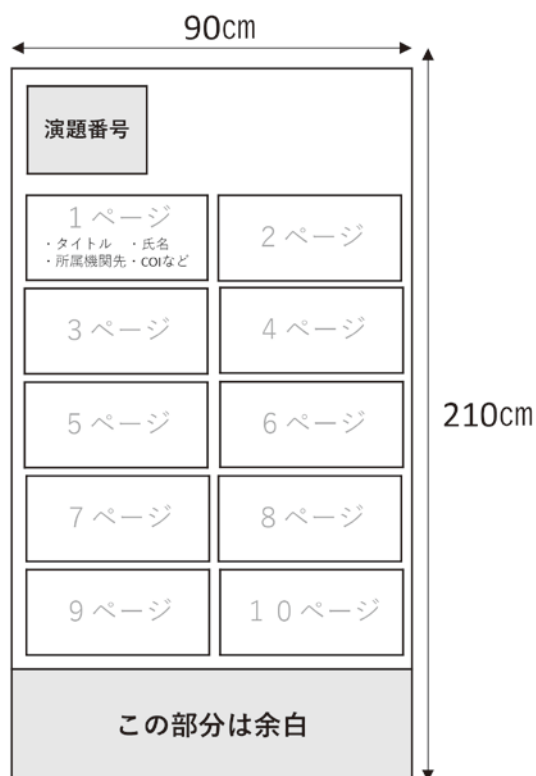 90㎝
演題番号
1ページ
・タイトル ・氏名
・所属機関先・COIなど
2ページ
3ページ
4ページ
5ページ
6ページ
7ページ
8ページ
9ページ
10ページ
210㎝
この部分は余白